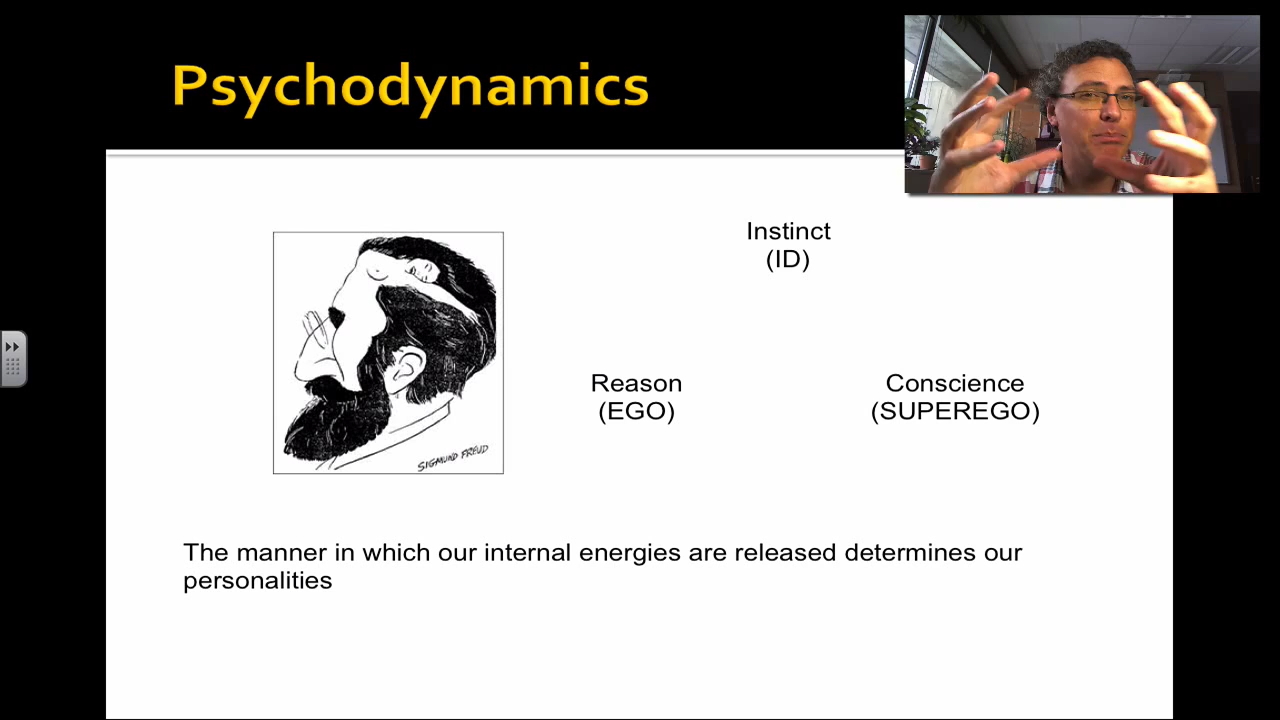 Psychodynamics
Instinct
(ID)
Reason
(EGO)
Conscience
(SUPEREGO)
SIGMUND FREUD
The manner in which our internal energies are released determines our
personalities